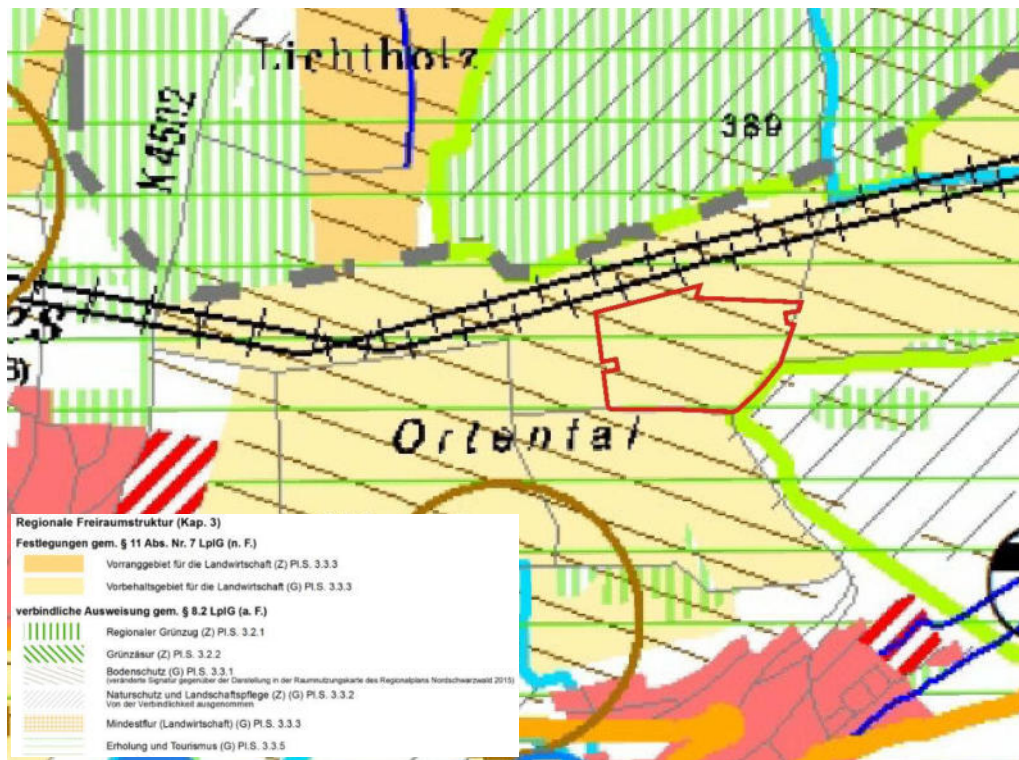 Lichtholz
K4502
389
Ortental
Regionale Freiraumstruktur (Kap. 3)
Festlegungen gem. § 11 Abs. Nr. 7 LplG (n. F.)
Vorranggebiet für die Landwirtschaft (Z) Pl.S. 3.3.3
Vorbehaltsgebiet für die Landwirtschaft (G) Pl.S. 3.3.3
verbindliche Ausweisung gem. § 8.2 LplG (a. F.)
Regionaler Grünzug (Z) Pl.S. 3.2.1
Grünzäsur (Z) Pl.S. 3.2.2
Bodenschutz (G) Pl.S. 3.3.1
(veränderte Signatur gegenüber der Darstellung in der Raumnutzungskarte des Regionalplans Nordschwarzwald 2015)
Naturschutz und Landschaftspflege (Z) (G) Pl.S. 3.3.2
Von der Verbindlichkeit ausgenommen
Mindestflur (Landwirtschaft) (G) Pl.S. 3.3.3
Erholung und Tourismus (G) Pl.S. 3.3.5